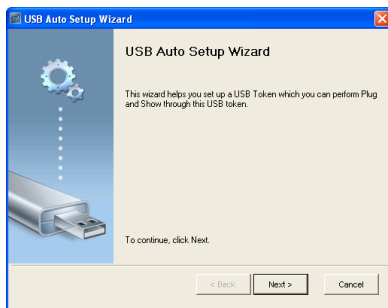 USB Auto Setup Wizard
USB Auto Setup Wizard
This wizard helps you set up a USB Token which you can perform Plug
and Show through this USB token.
To continue, click Next.
< Back
Next >
Cancel